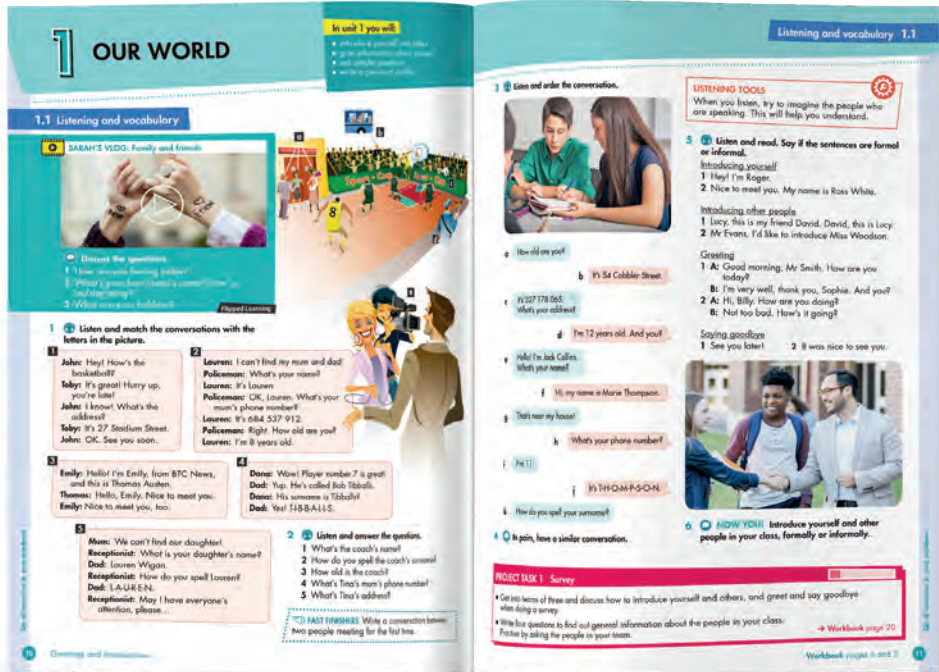 1 OUR WORLD
In unit 1 you will:
1.1 Listening and vocabulary
SARAH'S VLOG: Family and friends
Discuss the questions.
Flipped Learning
1 Listen and match the conversations with the
letters in the picture.
1
John: Hey! How's the
basketball?
Toby: It's great! Hurry up,
you're late!
John: I know! What's the
address?
Toby: It's 27 Stadium Street.
John: OK. See you soon.
2
Lauren: I can't find my mum and dad!
Policeman: What's your name?
Lauren: It's Lauren
Policeman: OK, Lauren. What's your
mum's phone number?
Lauren: It's 684 537 912.
Policeman: Right. How old are you?
Lauren: I'm 8 years old.
3
Emily: Hello! I'm Emily, from BTC News,
and this is Thomas Austen.
Thomas: Hello, Emily. Nice to meet you.
Emily: Nice to meet you, too.
4
Dana: Wow! Player number 7 is great!
Dad: Yup. He's called Bob Tibballs.
Dana: His surname is Tibballs?
Dad: Yes! T-I-B-B-A-L-L-S.
5
Mum: We can't find our daughter!
Receptionist: What is your daughter's name?
Dad: Lauren Wigan.
Receptionist: How do you spell Lauren?
Dad: L-A-U-R-E-N.
Receptionist: May I have everyone's
attention, please…
2 Listen and answer the questions.
1 What's the coach's name?
2 How do you spell the coach's surname?
3 How old is the coach?
4 What's Tina's mum's phone number?
5 What's Tina's address?
FAST FINISHERS Write a conversation between
two people meeting for the first time.
10 Greetings and
Listening and vocabulary 1.1
3 Listen and order the conversation.
a How old are you?
b It's 54 Cobbler Street.
c It's 327 178 065.
What's your address?
d I'm 12 years old. And you?
e Hello! I'm Jack Collins.
What's your name?
f Hi, my name is Marie Thompson.
g That's near my house!
h What's your phone number?
i I'm 11.
j It's T-H-O-M-P-S-O-N.
k How do you spell your surname?
4 In pairs, have a similar conversation.
LISTENING TOOLS
When you listen, try to imagine the people who
are speaking. This will help you understand.
5 Listen and read. Say if the sentences are formal
or informal.
Introducing yourself
1 Hey! I'm Roger.
2 Nice to meet you. My name is Ross White.
Introducing other people
1 Lucy, this is my friend David. David, this is Lucy.
2 Mr Evans, I'd like to introduce Miss Woodson.
Greeting
1 A: Good morning, Mr Smith. How are you
today?
B: I'm very well, thank you, Sophie. And you?
2 A: Hi, Billy. How are you doing?
B: Not too bad. How's it going?
Saying goodbye
1 See you later! 2 It was nice to see you.
6 NOW YOU! Introduce yourself and other
people in your class, formally or informally.
PROJECT TASK 1 Survey
• Get into teams of three and discuss how to introduce yourself and others, and greet and say goodbye
when doing a survey.
• Write four questions to find out general information about the people in your class.
Practise by asking the people in your team.
→ Workbook page 20
Workbook pages 4 and 5 11